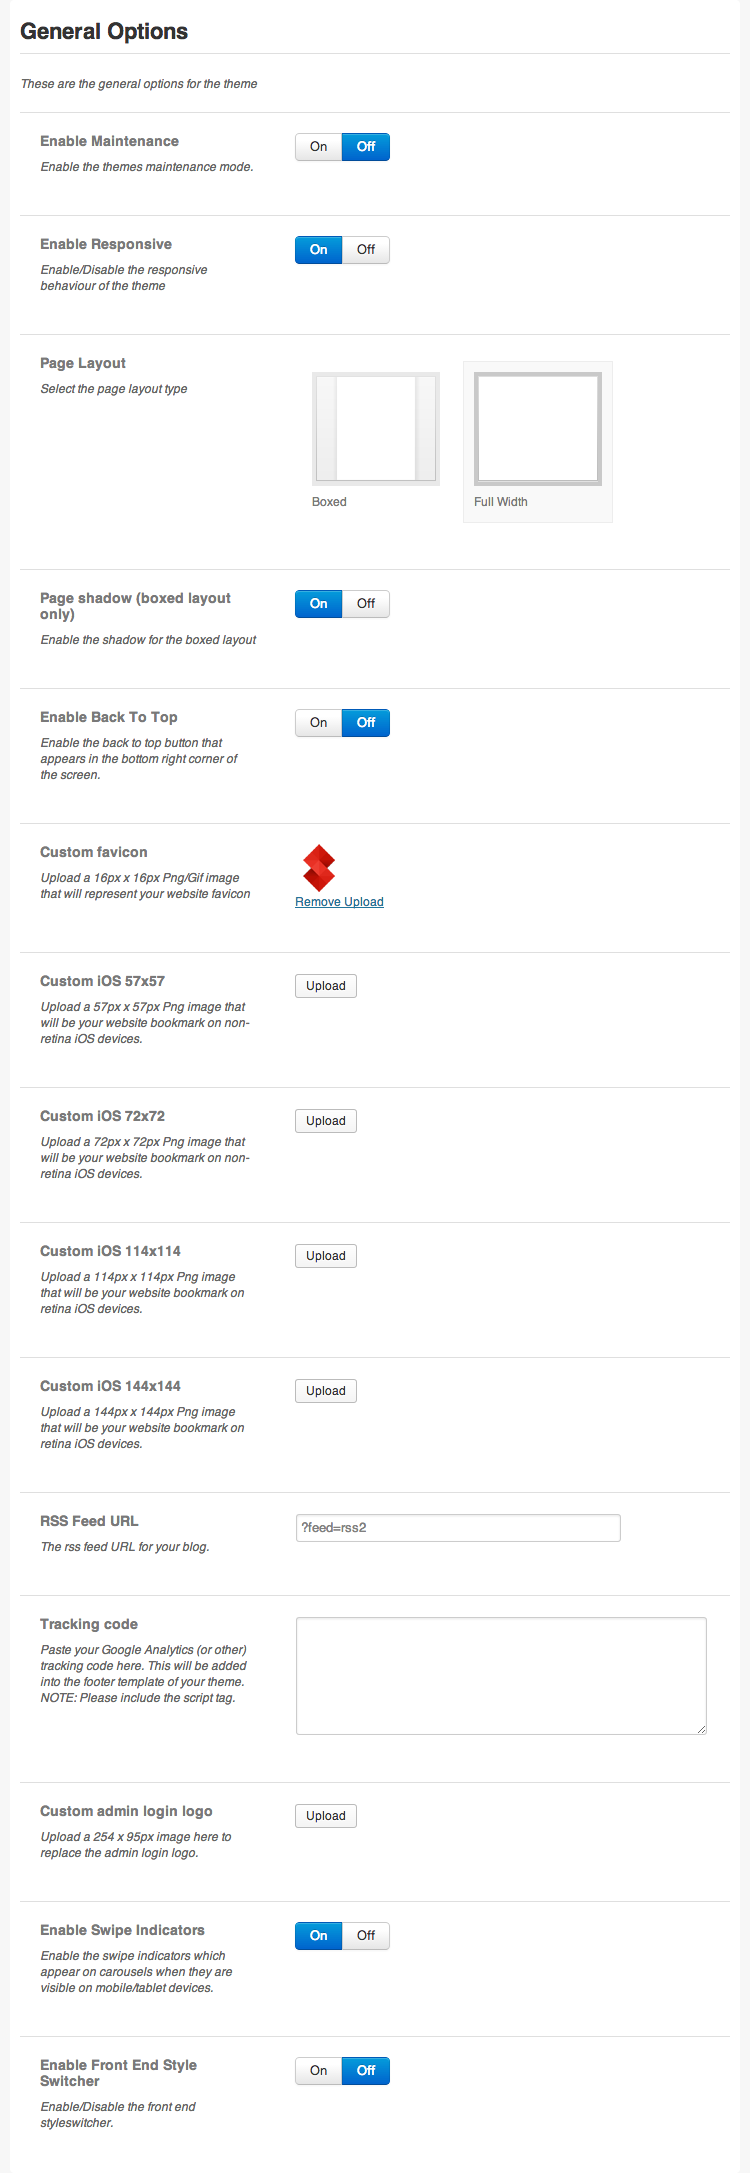 General Options
These are the general options for the theme
Enable Maintenance
Enable the themes maintenance mode.
On Off
Enable Responsive
Enable/Disable the responsive
behaviour of the theme
On Off
Page Layout
Select the page layout type
Boxed
Full Width
Page shadow (boxed layout
only)
Enable the shadow for the boxed layout
On Off
Enable Back To Top
Enable the back to top button that
appears in the bottom right corner of
the screen.
On Off
Custom favicon
Upload a 16px x 16px Png/Gif image
that will represent your website favicon
Remove Upload
Custom iOS 57x57
Upload a 57px x 57px Png image that
will be your website bookmark on non-
retina iOS devices.
Upload
Custom iOS 72x72
Upload a 72px x 72px Png image that
will be your website bookmark on non-
retina iOS devices.
Upload
Custom iOS 114x114
Upload a 114px x 114px Png image
that will be your website bookmark on
retina iOS devices.
Upload
Custom iOS 144x144
Upload a 144px x 144px Png image
that will be your website bookmark on
retina iOS devices.
Upload
RSS Feed URL
The rss feed URL for your blog.
?feed=rss2
Tracking code
Paste your Google Analytics (or other)
tracking code here. This will be added
into the footer template of your theme.
NOTE: Please include the script tag.
Custom admin login logo
Upload a 254 x 95px image here to
replace the admin login logo.
Upload
Enable Swipe Indicators
Enable the swipe indicators which
appear on carousels when they are
visible on mobile/tablet devices.
On Off
Enable Front End Style
Switcher
Enable/Disable the front end
styleswitcher.
On Off